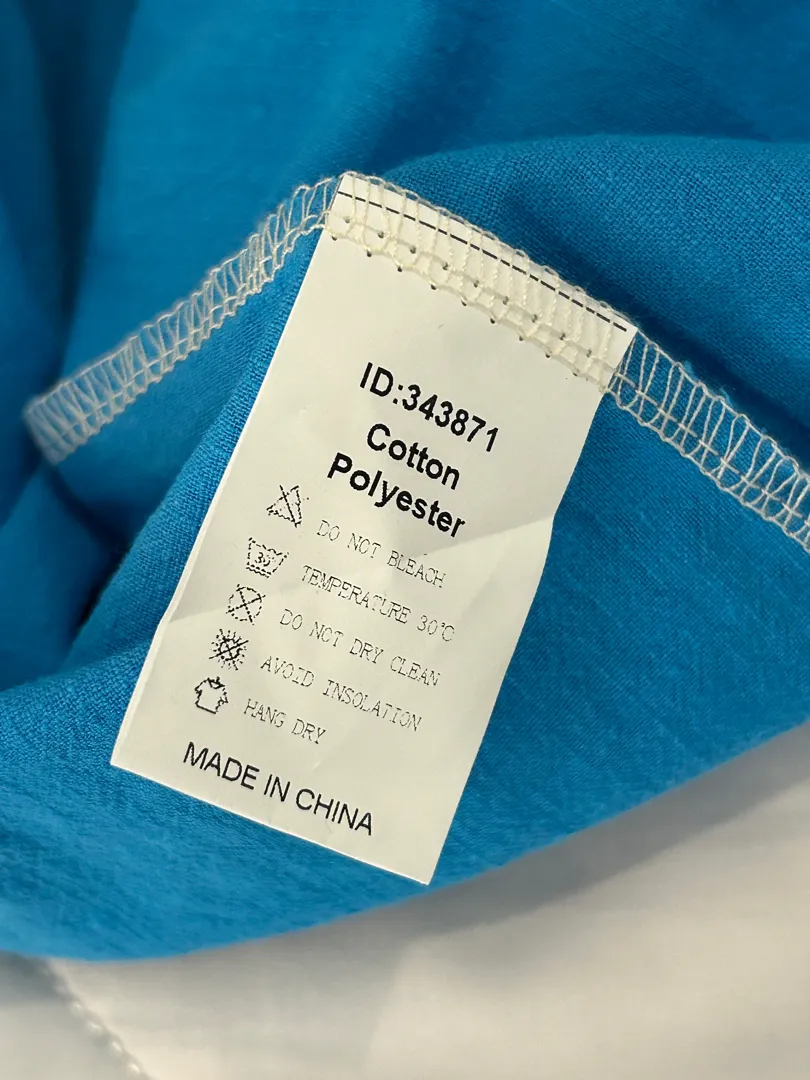 ID:343871
Cotton
Polyester
DO NOT BLEACH
30°
TEMPERATURE 30°C
DO NOT DRY CLEAN
AVOID INSOLATION
HANG DRY
MADE IN CHINA